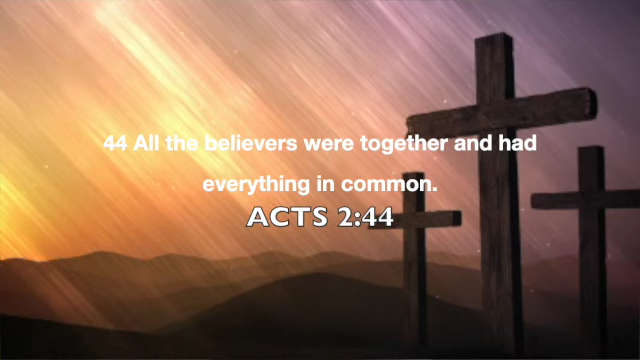 44 All the believers were together and had
everything in common.
ACTS 2:44